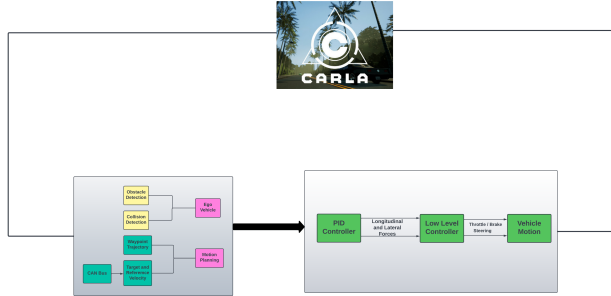 CARLA
Obstacle
Detection
Collision
Detection
Ego
Vehicle
Waypoint
Trajectory
CAN Bus
Target and
Reference
Velocity
Motion
Planning
PID
Controller
Longitudinal
and Lateral
Forces
Low Level
Controller
Throttle / Brake
Steering
Vehicle
Motion